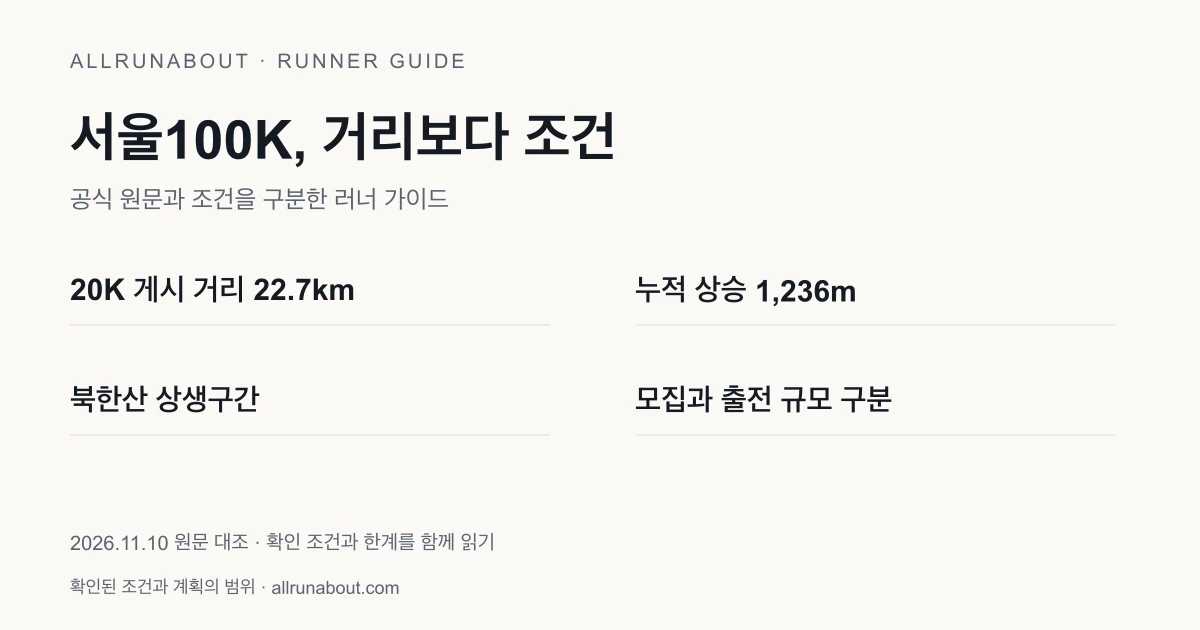 ALLRUNABOUT · RUNNER GUIDE
서울100K, 거리보다 조건
공식 원문과 조건을 구분한 러너 가이드
20K 게시 거리 22.7km
누적 상승 1,236m
북한산 상생구간
모집과 출전 규모 구분
2026.11.10 원문 대조 · 확인 조건과 한계를 함께 읽기
확인된 조건과 계획의 범위 · allrunabout.com